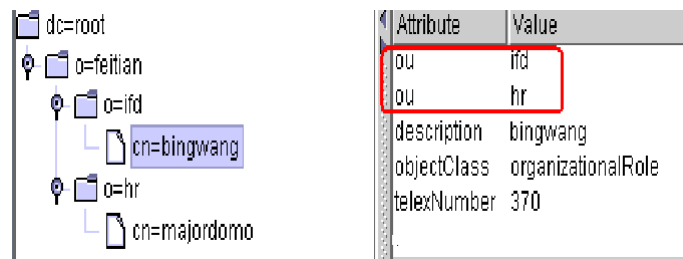 dc=root
o=feitian
o=ifd
cn=bingwang
o=hr
cn=majordomo
Attribute Value
ou ifd
ou hr
description bingwang
objectClass organizationalRole
telexNumber 370